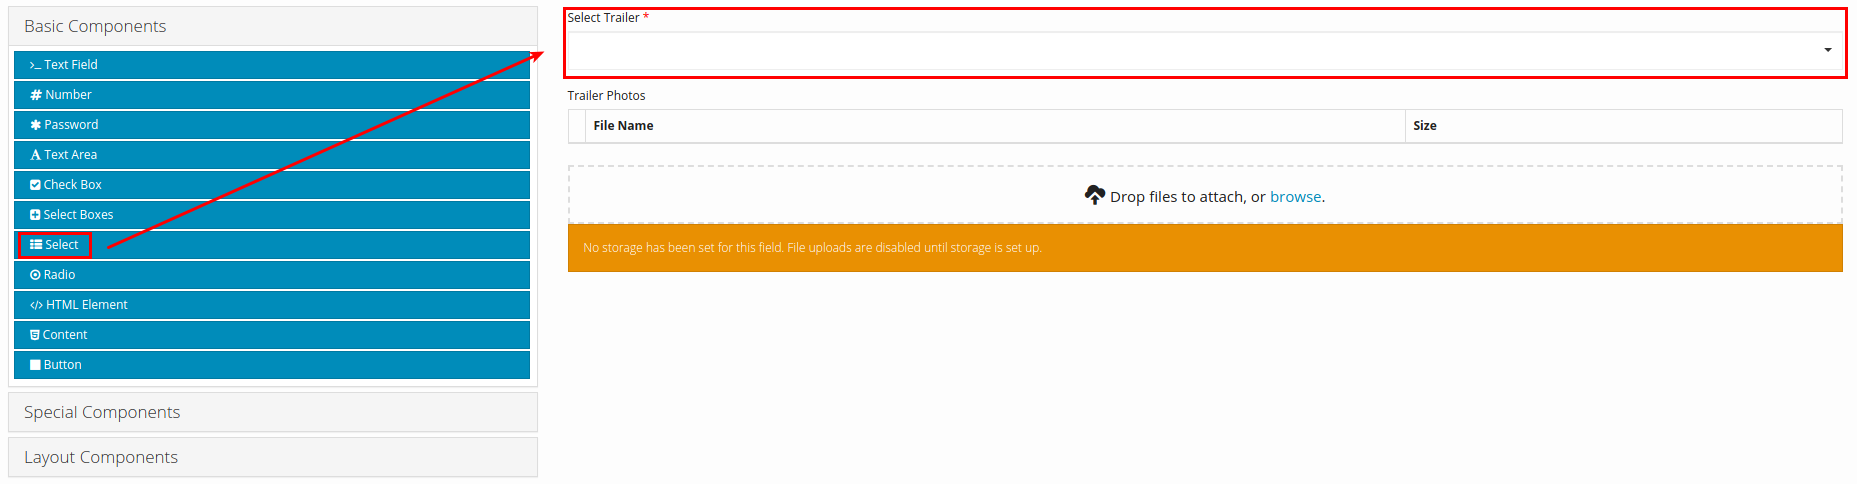 Basic Components
Text Field
Number
Password
Text Area
Check Box
Select Boxes
Select
Radio
HTML Element
Content
Button
Special Components
Layout Components
Select Trailer *
Trailer Photos
File Name Size
Drop files to attach, or browse.
No storage has been set for this field. File uploads are disabled until storage is set up.